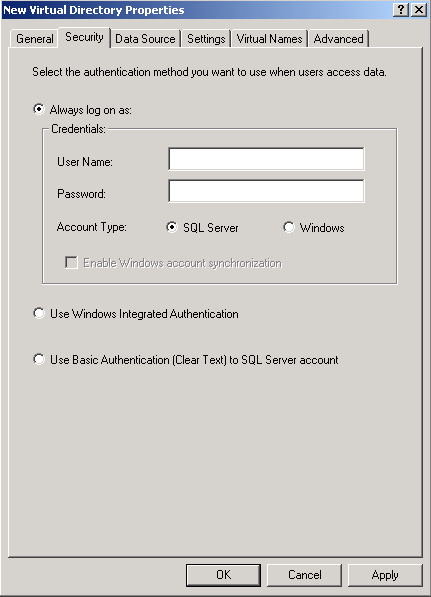 New Virtual Directory Properties
General Security Data Source Settings Virtual Names Advanced
Select the authentication method you want to use when users access data.
Always log on as:
Credentials:
User Name:
Password:
Account Type: SQL Server Windows
Enable Windows account synchronization
Use Windows Integrated Authentication
Use Basic Authentication (Clear Text) to SQL Server account
OK Cancel Apply